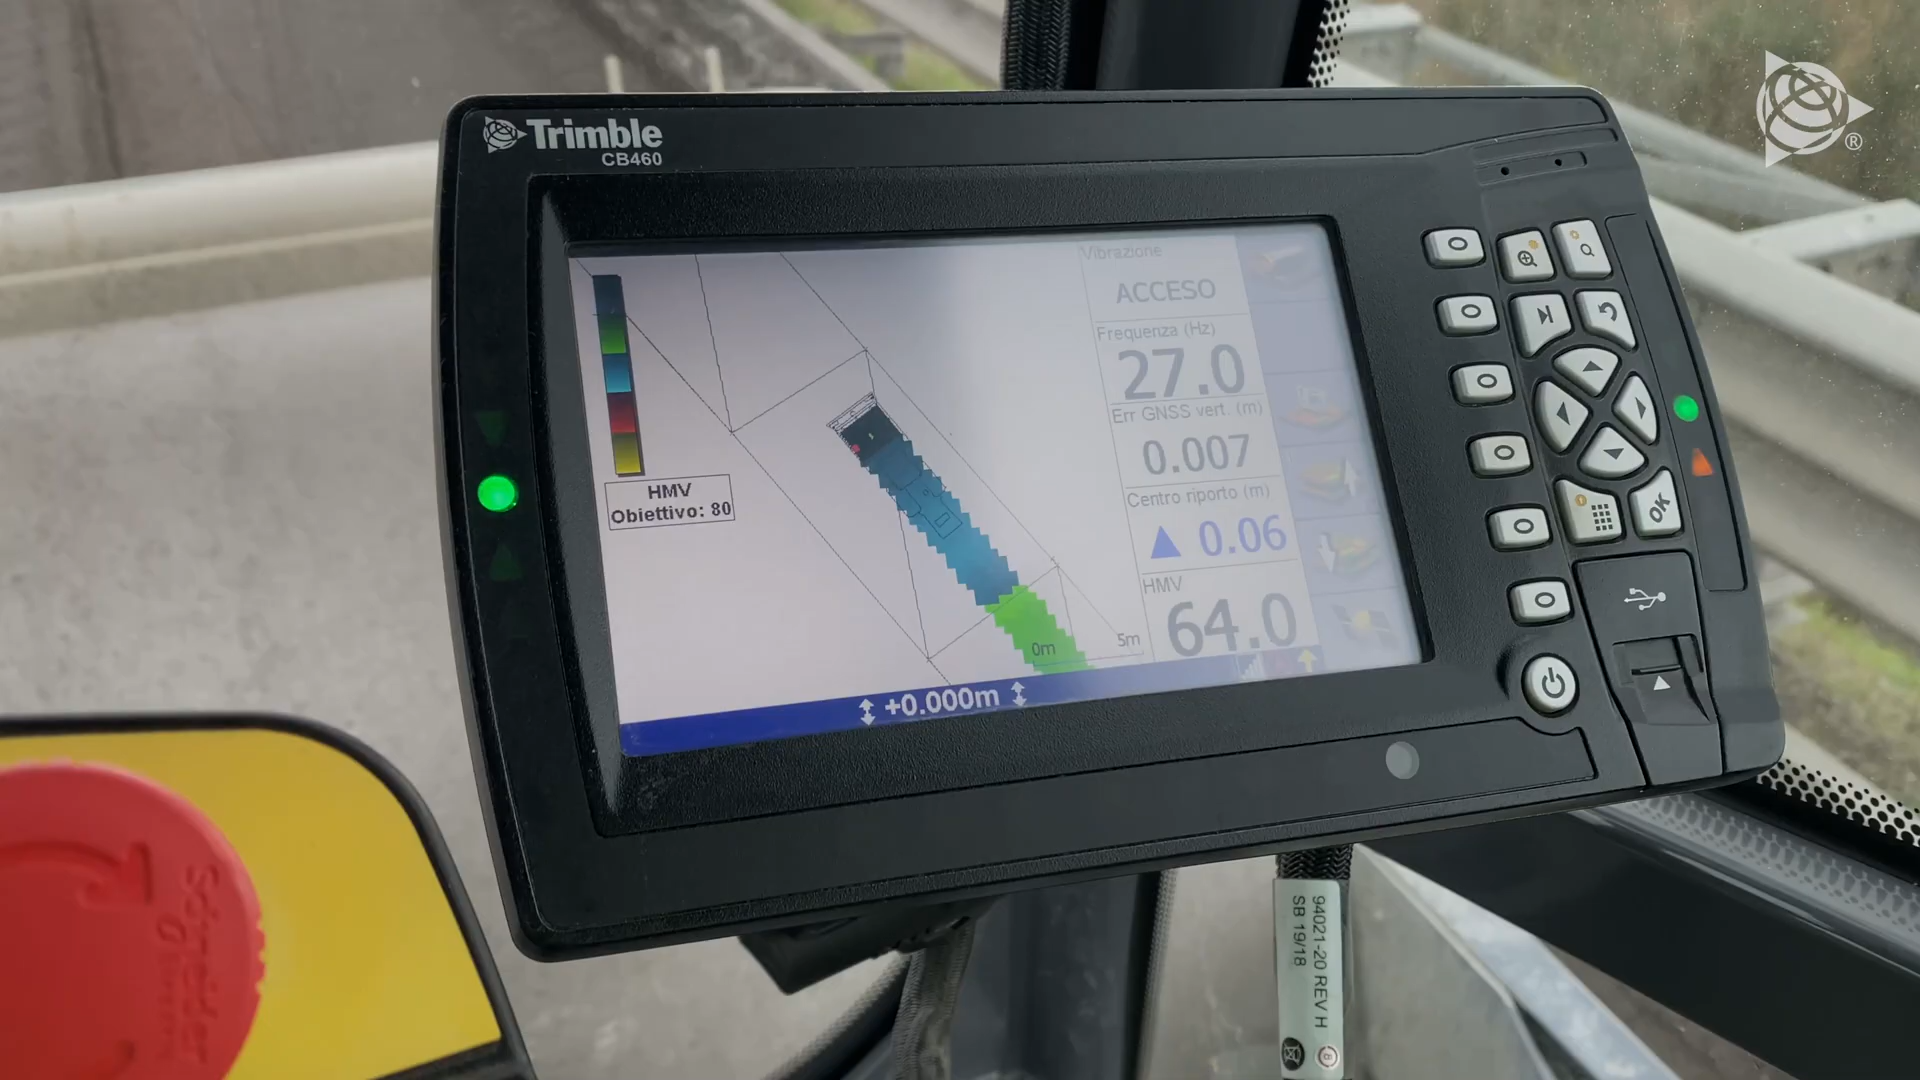 Trimble
CB460
®
Vibrazione
ACCESO
Frequenza (Hz)
27.0
Err GNSS vert. (m)
0.007
Centro riporto (m)
0.06
HMV
64.0
HMV
Obiettivo: 80
0m
5m
+0.000m
OK
Schneider
94021-20 REV H
SB 19/18